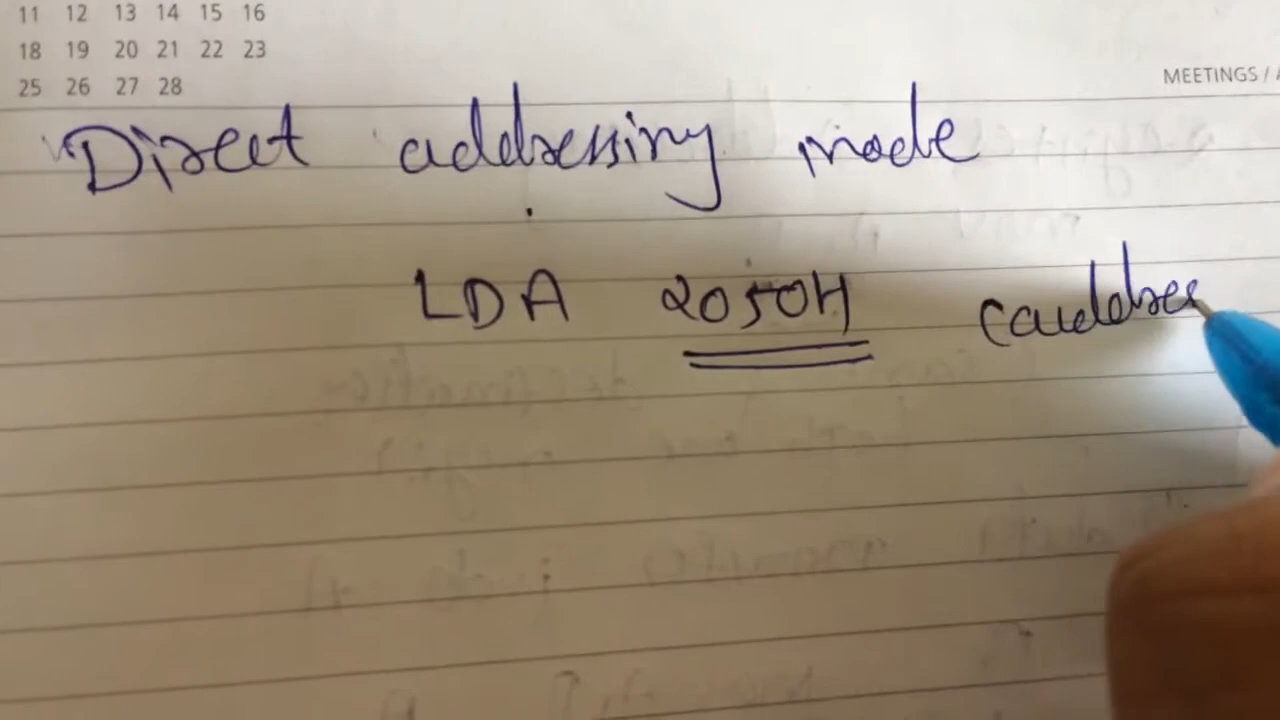 11 12 13 14 15 16
18 19 20 21 22 23
25 26 27 28
MEETINGS /
Direct addressing mode
LDA 2050H (addres